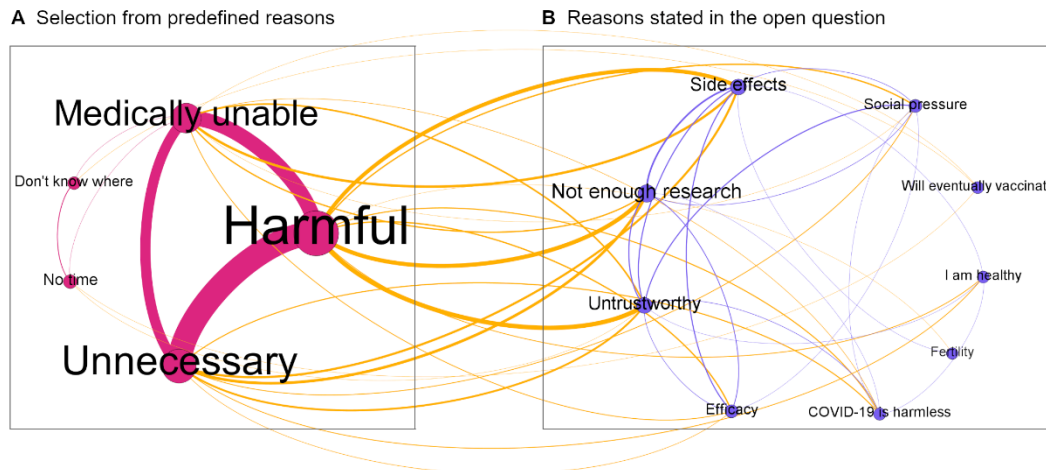 A Selection from predefined reasons
B Reasons stated in the open question
Medically unable
Don't know where
Harmful
No time
Unnecessary
Side effects
Social pressure
Not enough research
Will eventually vaccinat
I am healthy
Untrustworthy
Fertility
Efficacy
COVID-19 is harmless